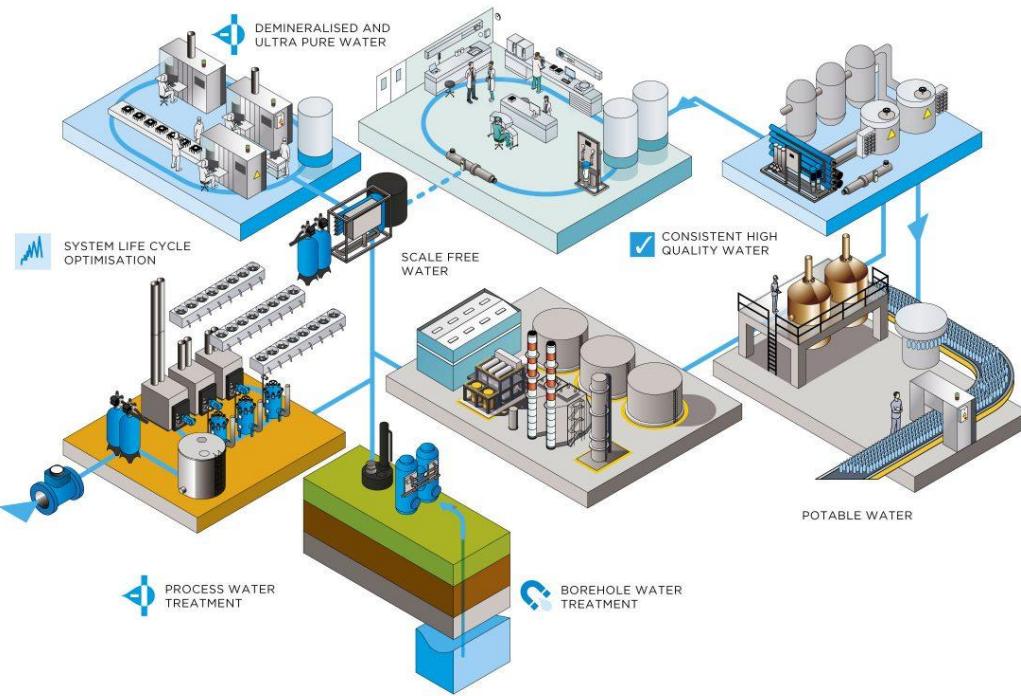 DEMINERALISED AND
ULTRA PURE WATER
SYSTEM LIFE CYCLE
OPTIMISATION
SCALE FREE
WATER
CONSISTENT HIGH
QUALITY WATER
POTABLE WATER
PROCESS WATER
TREATMENT
BOREHOLE WATER
TREATMENT